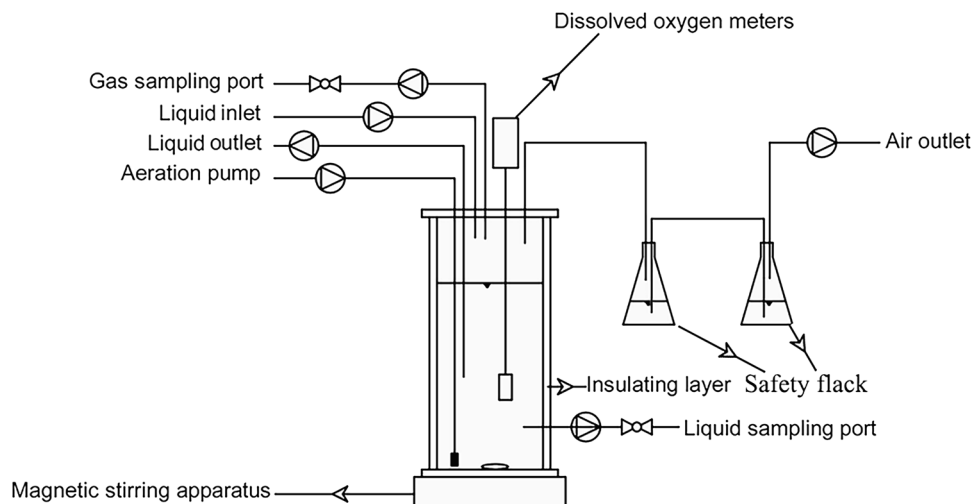 Dissolved oxygen meters
Gas sampling port
Liquid inlet
Liquid outlet
Air outlet
Aeration pump
Insulating layer
Safety flack
Liquid sampling port
Magnetic stirring apparatus